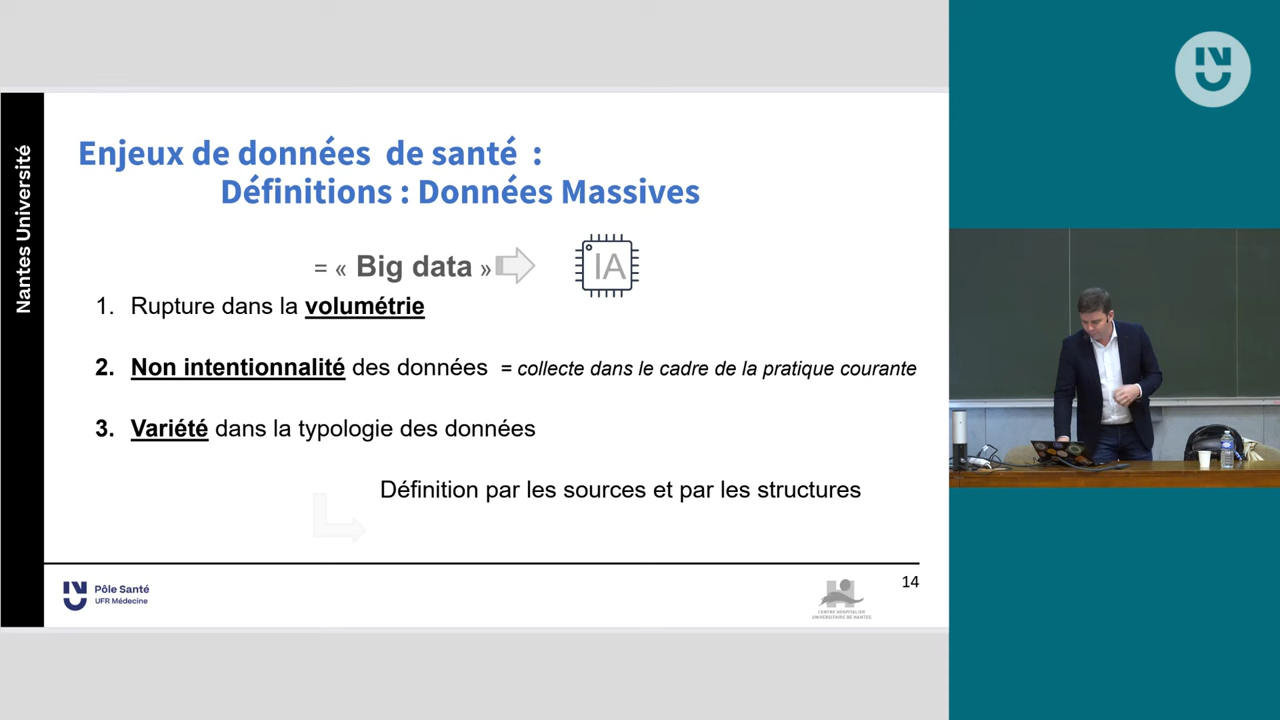 Nantes Université
Enjeux de données de santé :
Définitions : Données Massives
= « Big data »
IA
1. Rupture dans la volumétrie
2. Non intentionnalité des données = collecte dans le cadre de la pratique courante
3. Variété dans la typologie des données
Définition par les sources et par les structures
Pôle Santé
UFR Médecine
CENTRE HOSPITALIER
UNIVERSITAIRE DE NANTES
14